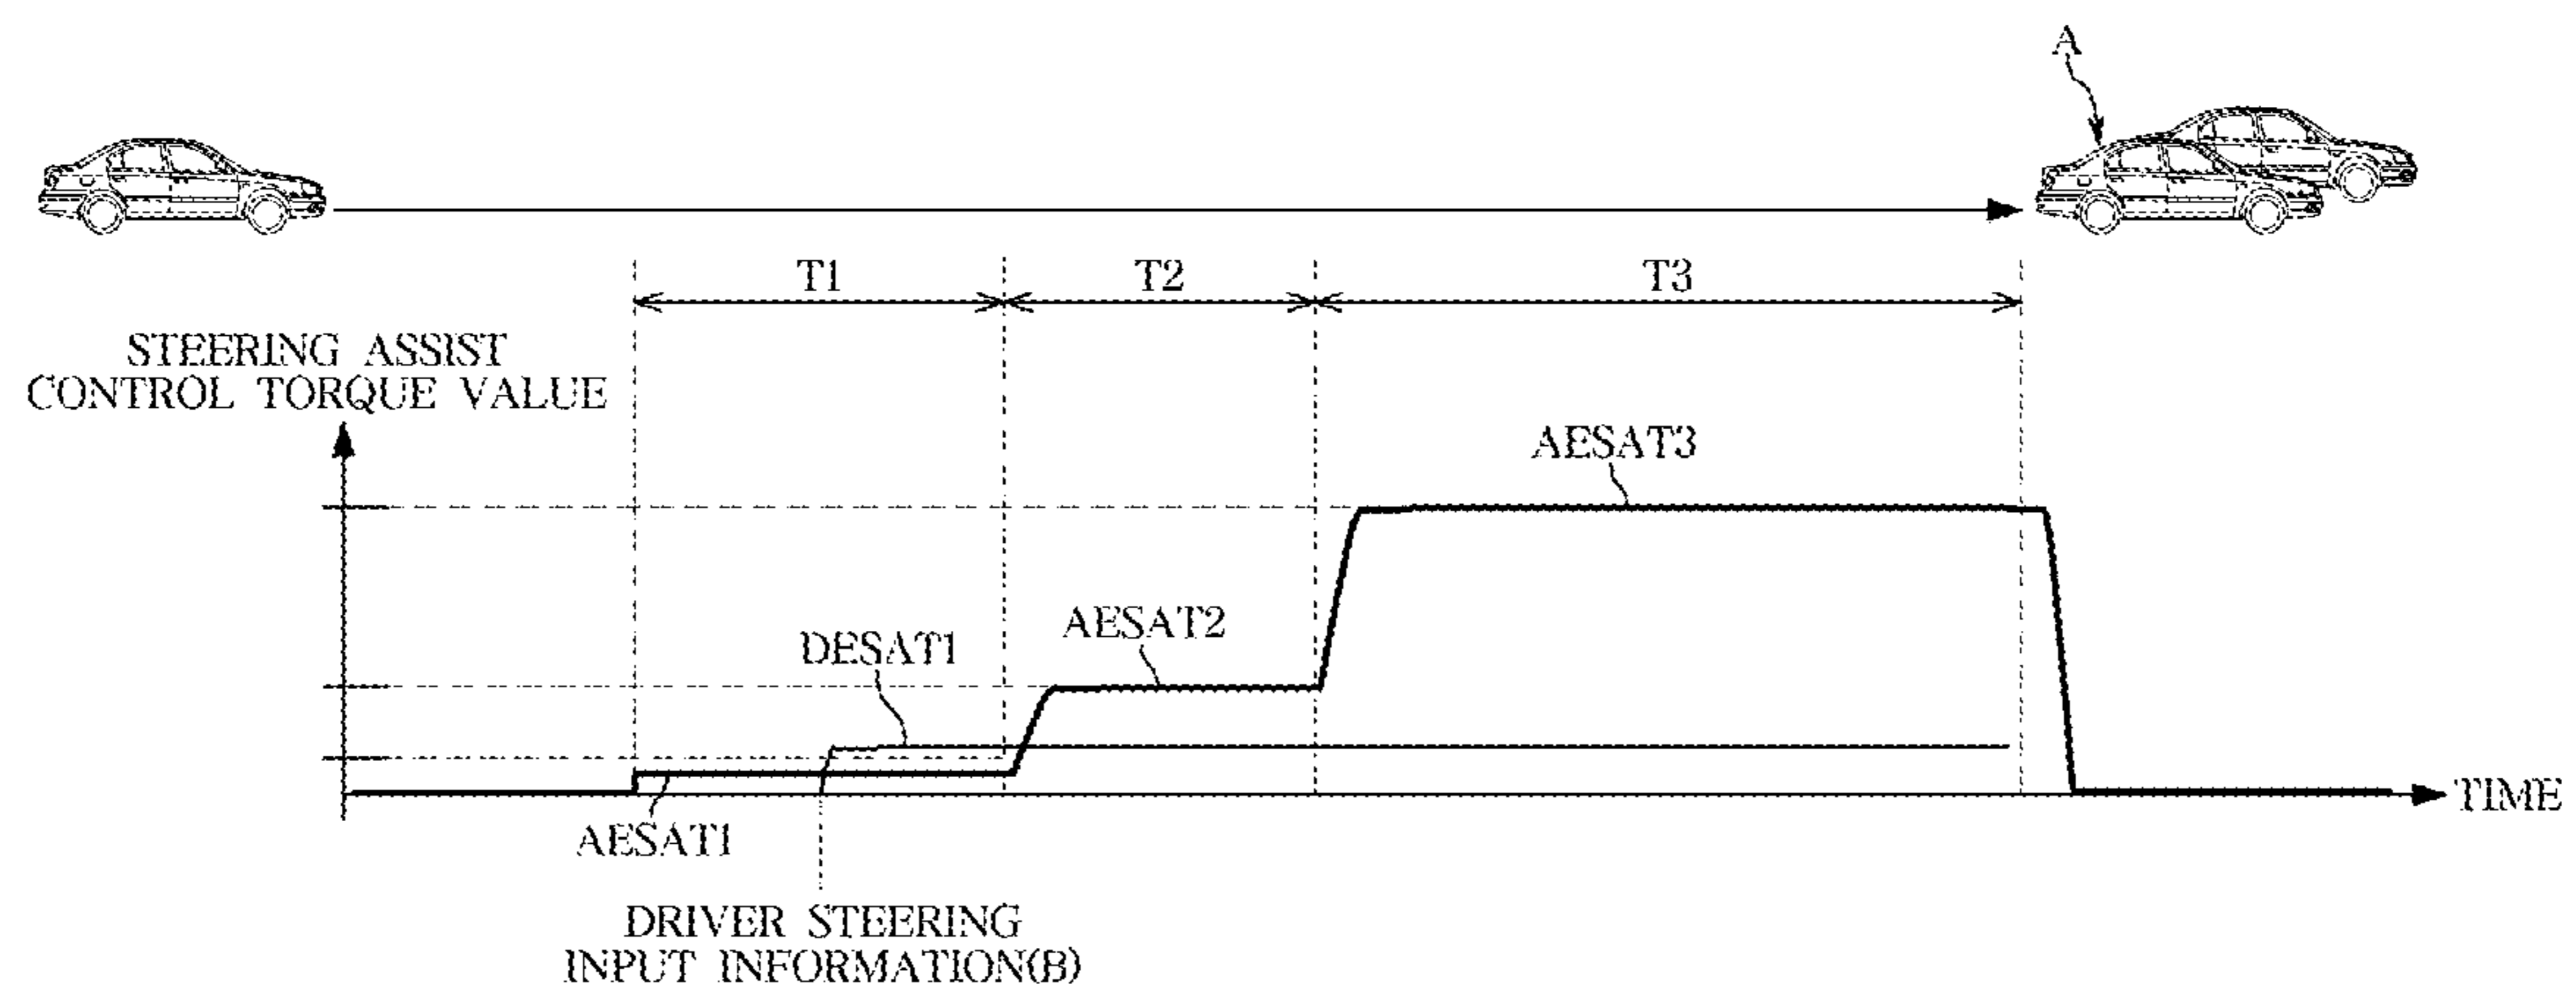 A
T1 T2 T3
STEERING ASSIST
CONTROL TORQUE VALUE
AESAT3
AESAT2
DESAT1
TIME
AESAT1
DRIVER STEERING
INPUT INFORMATION(B)